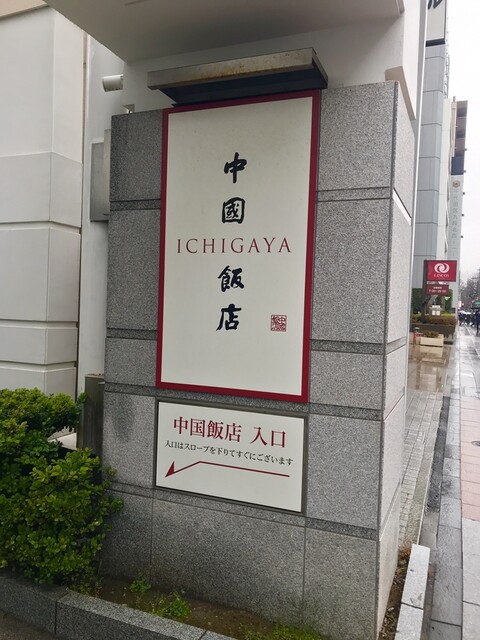 中
國
ICHIGAYA
飯
店
中国飯店 入口
入口はスロープを下りてすぐにございます